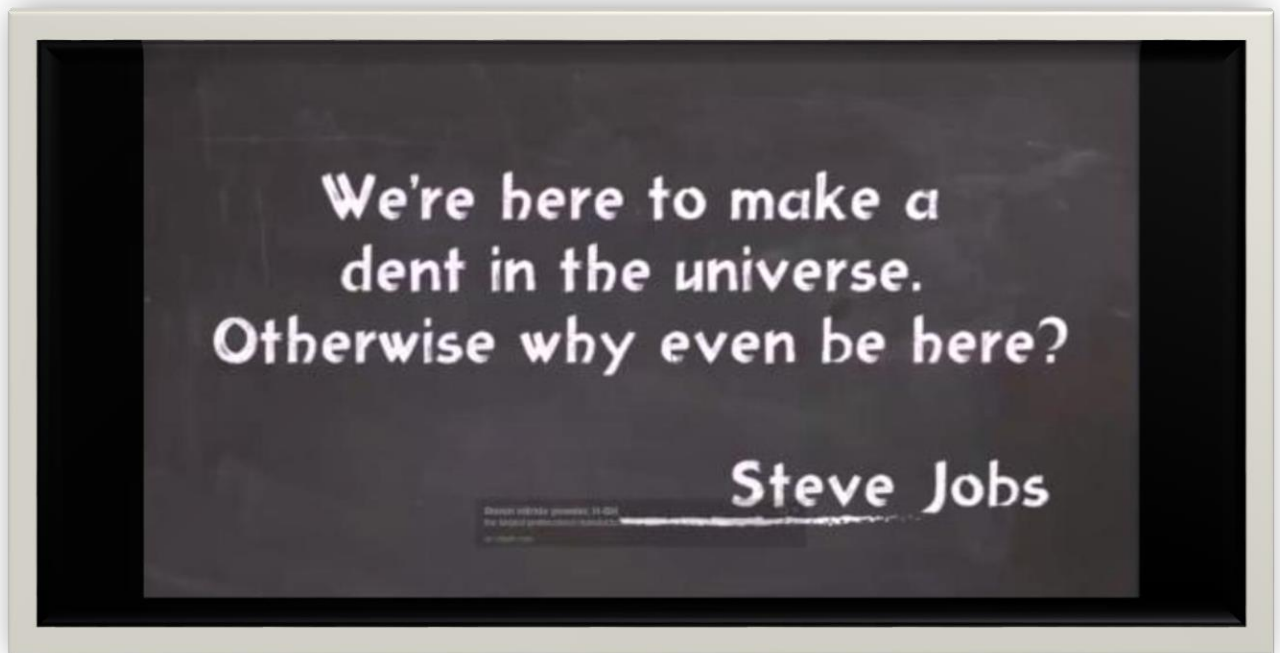 We're here to make a
dent in the universe.
Otherwise why even be here?
Steve Jobs